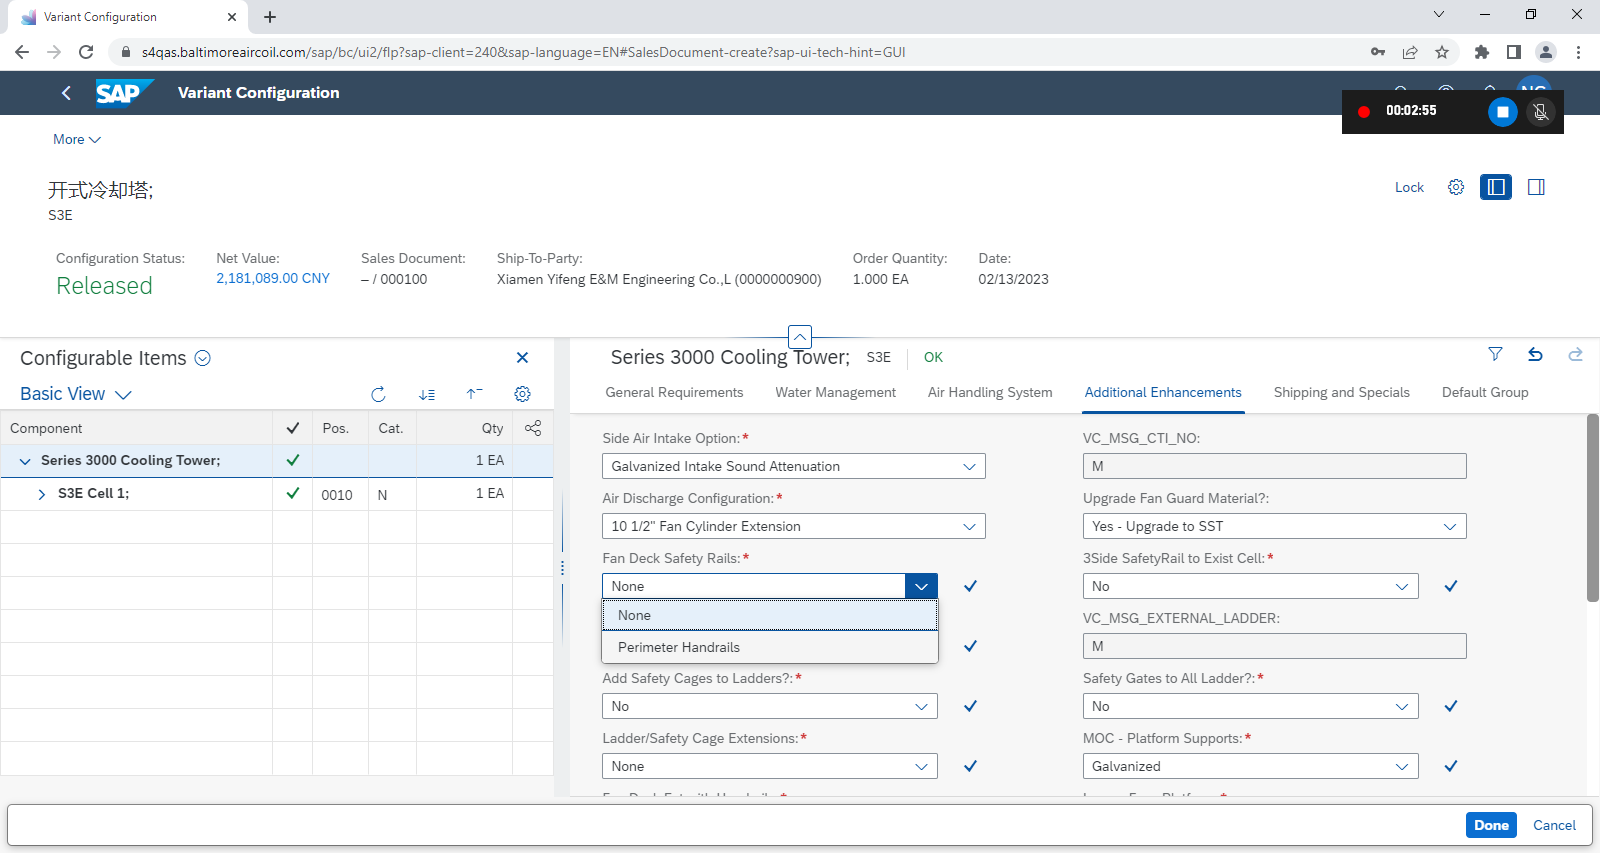 Variant Configuration
s4qas.baltimoreaircoil.com/sap/bc/ui2/flp?sap-client=240&sap-language=EN#SalesDocument-create?sap-ui-tech-hint=GUI
SAP Variant Configuration
00:02:55
More
开式冷却塔;
S3E
Lock
Configuration Status: Net Value: Sales Document: Ship-To-Party: Order Quantity: Date:
Released 2,181,089.00 CNY – / 000100 Xiamen Yifeng E&M Engineering Co.,L (0000000900) 1.000 EA 02/13/2023
Configurable Items
Basic View
Component Pos. Cat. Qty
Series 3000 Cooling Tower; 1 EA
S3E Cell 1; 0010 N 1 EA
Series 3000 Cooling Tower; S3E OK
General Requirements Water Management Air Handling System Additional Enhancements Shipping and Specials Default Group
Side Air Intake Option:* VC_MSG_CTI_NO:
Galvanized Intake Sound Attenuation M
Air Discharge Configuration:* Upgrade Fan Guard Material?:
10 1/2" Fan Cylinder Extension Yes - Upgrade to SST
Fan Deck Safety Rails:* 3Side SafetyRail to Exist Cell:*
None No
None VC_MSG_EXTERNAL_LADDER:
Perimeter Handrails M
Add Safety Cages to Ladders?:* Safety Gates to All Ladder?:*
No No
Ladder/Safety Cage Extensions:* MOC - Platform Supports:*
None Galvanized
Done Cancel